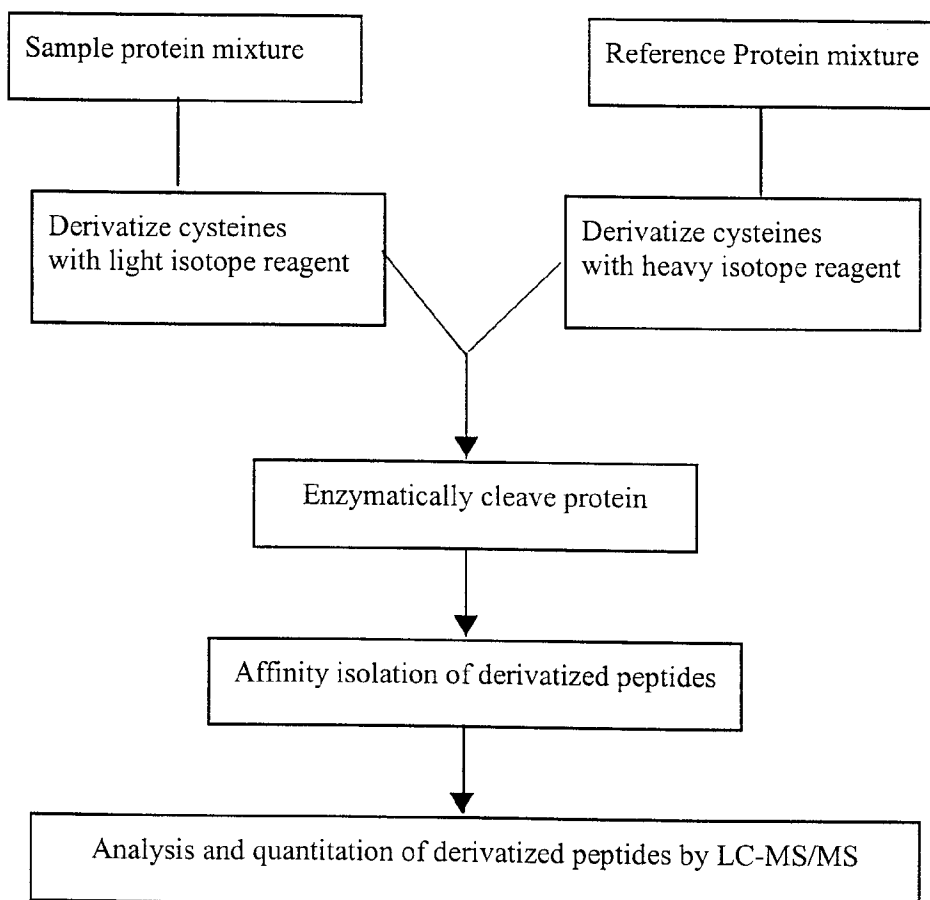 Sample protein mixture
Reference Protein mixture
Derivatize cysteines
with light isotope reagent
Derivatize cysteines
with heavy isotope reagent
Enzymatically cleave protein
Affinity isolation of derivatized peptides
Analysis and quantitation of derivatized peptides by LC-MS/MS